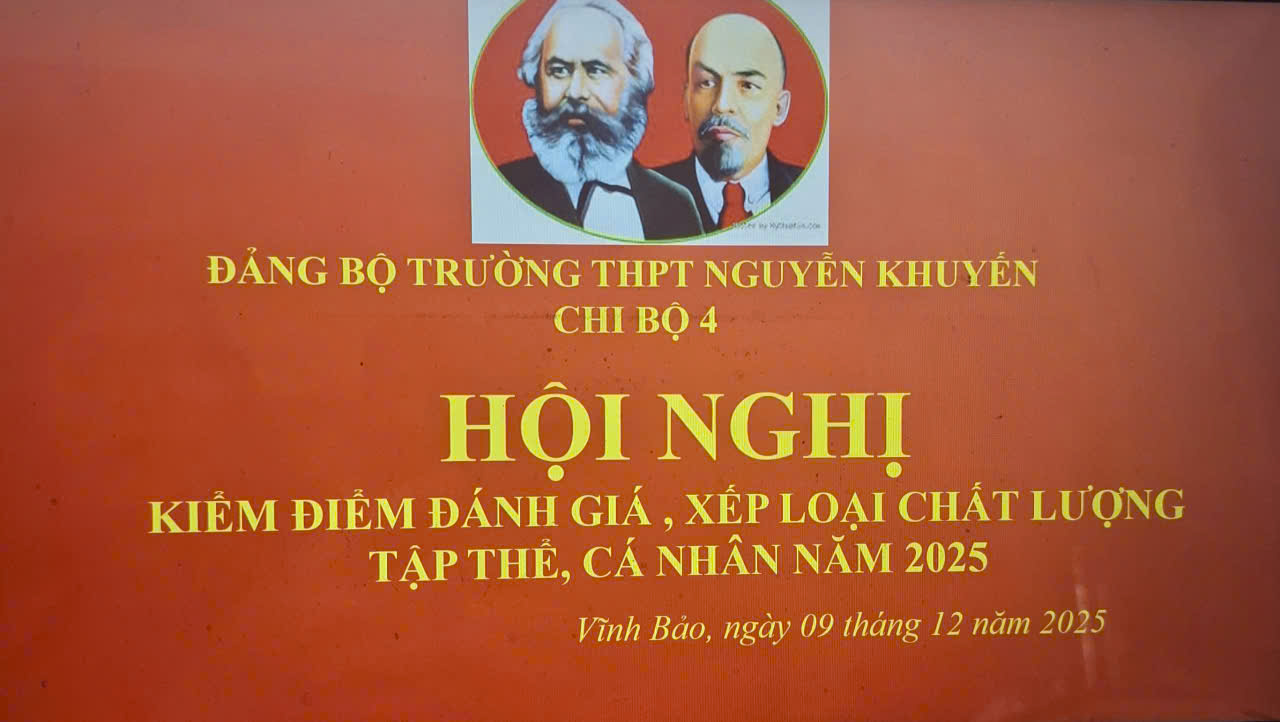 ĐẢNG BỘ TRƯỜNG THPT NGUYỄN KHUYẾN
CHI BỘ 4
HỘI NGHỊ
KIỂM ĐIỂM ĐÁNH GIÁ , XẾP LOẠI CHẤT LƯỢNG
TẬP THỂ, CÁ NHÂN NĂM 2025
Vĩnh Bảo, ngày 09 tháng 12 năm 2025